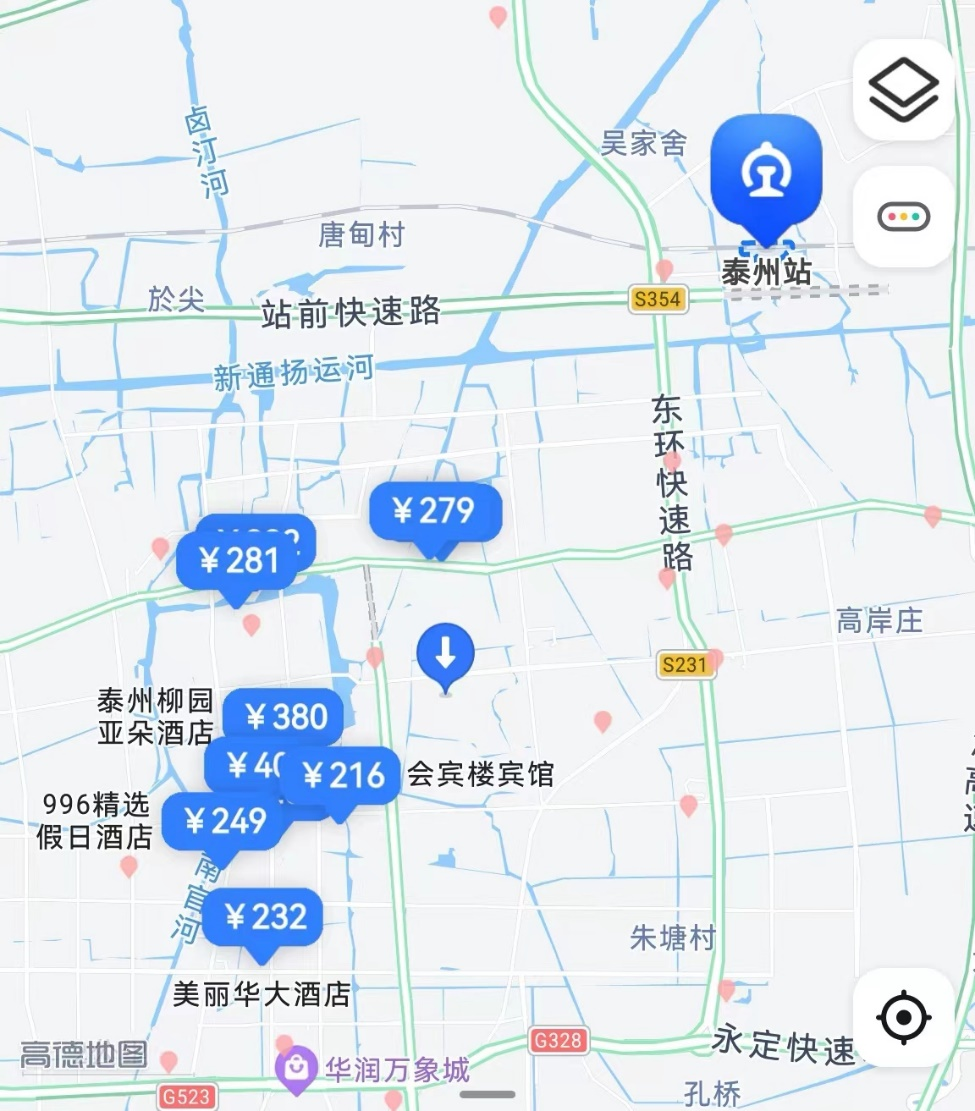 卤汀河
吴家舍
唐甸村
泰州站
於尖
站前快速路
S354
新通扬运河
东环快速路
¥279
¥281
高岸庄
S231
泰州柳园
亚朵酒店
¥380
¥40
¥216
会宾楼宾馆
996精选
假日酒店
¥249
南官河
¥232
朱塘村
美丽华大酒店
高德地图
G328
永定快速
华润万象城
G523
孔桥